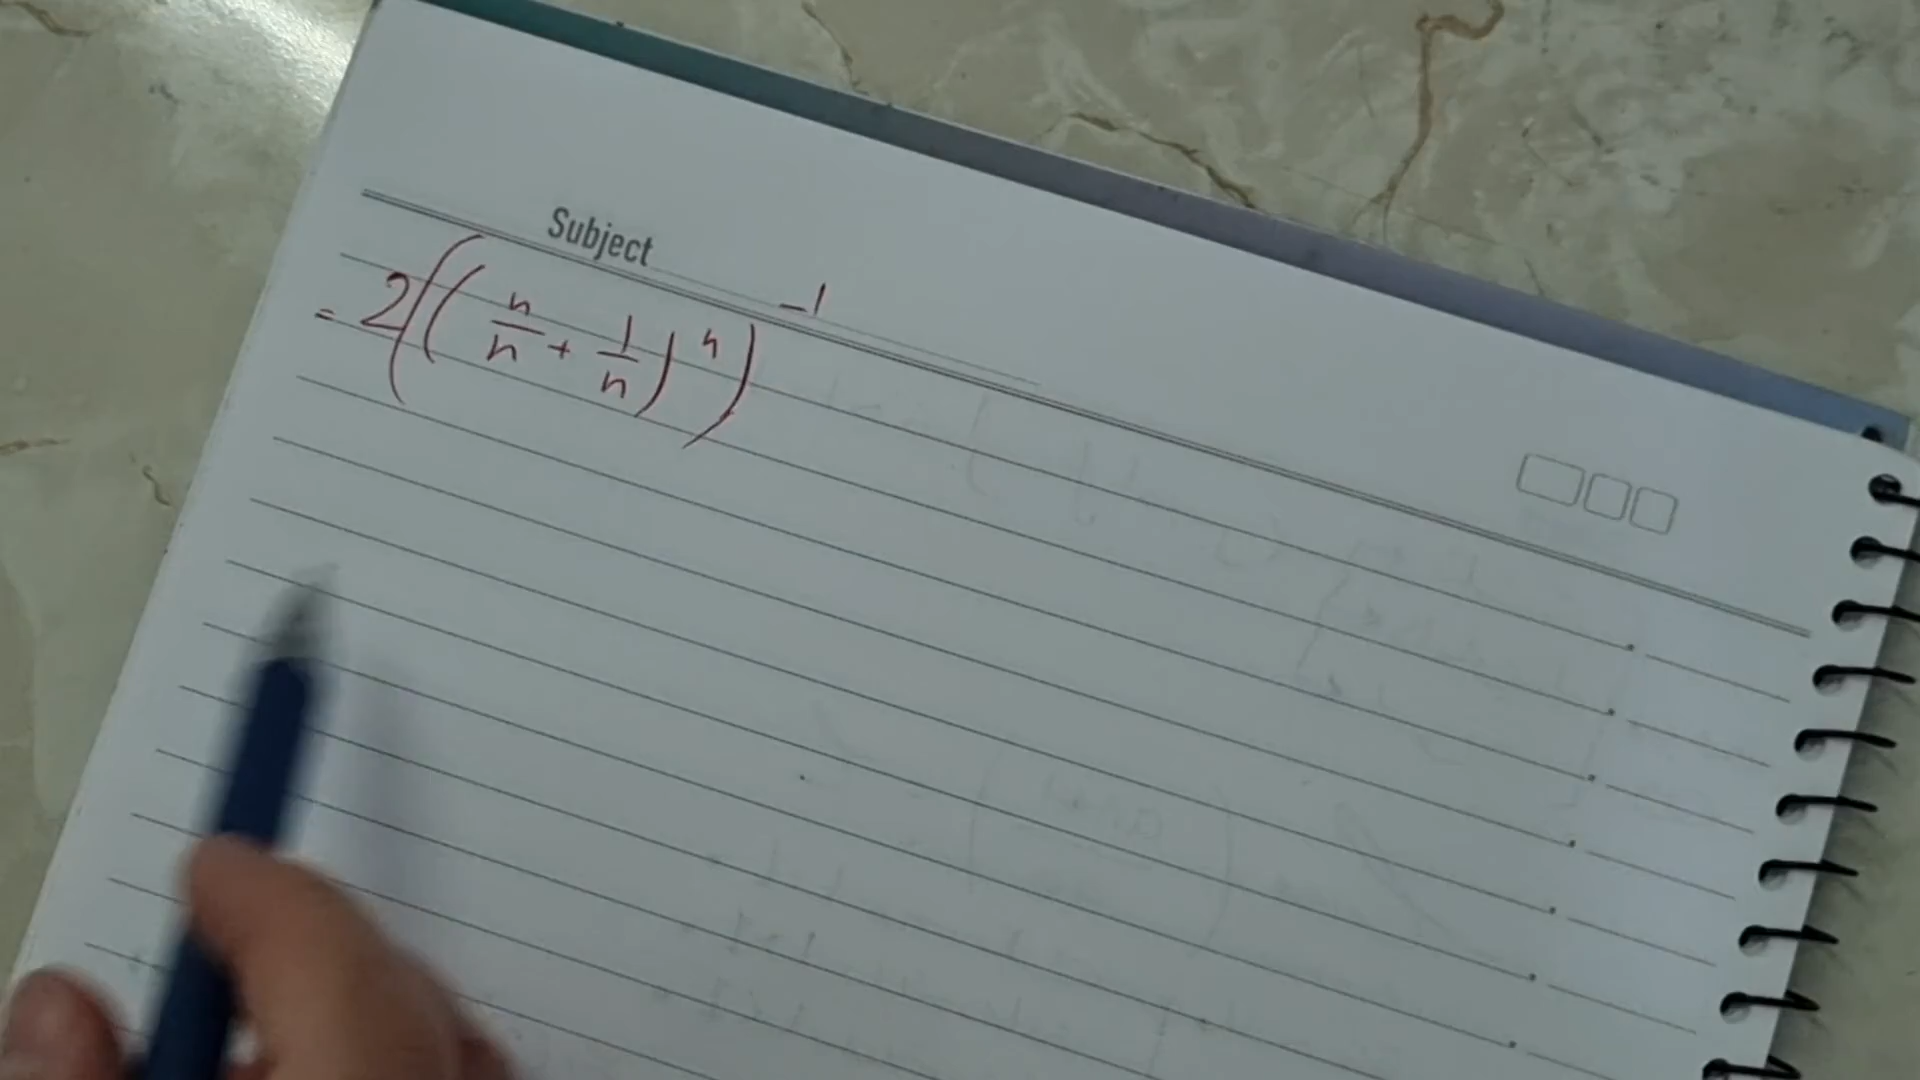 Subject
= 2((n/n + 1/n)^n)^-1